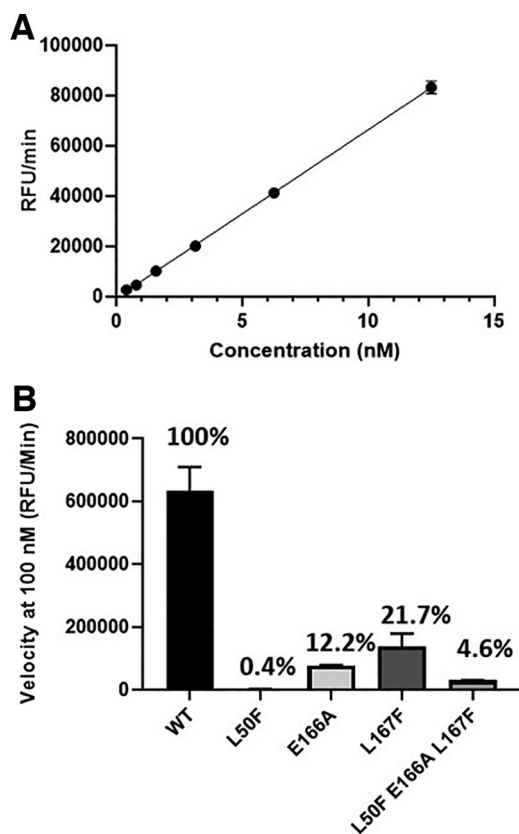 A
RFU/min
100000
80000
60000
40000
20000
0
0 5 10 15
Concentration (nM)
B
Velocity at 100 nM (RFU/Min)
800000
600000
400000
200000
0
100%
0.4%
12.2%
21.7%
4.6%
WT
L50F
E166A
L167F
L50F E166A L167F